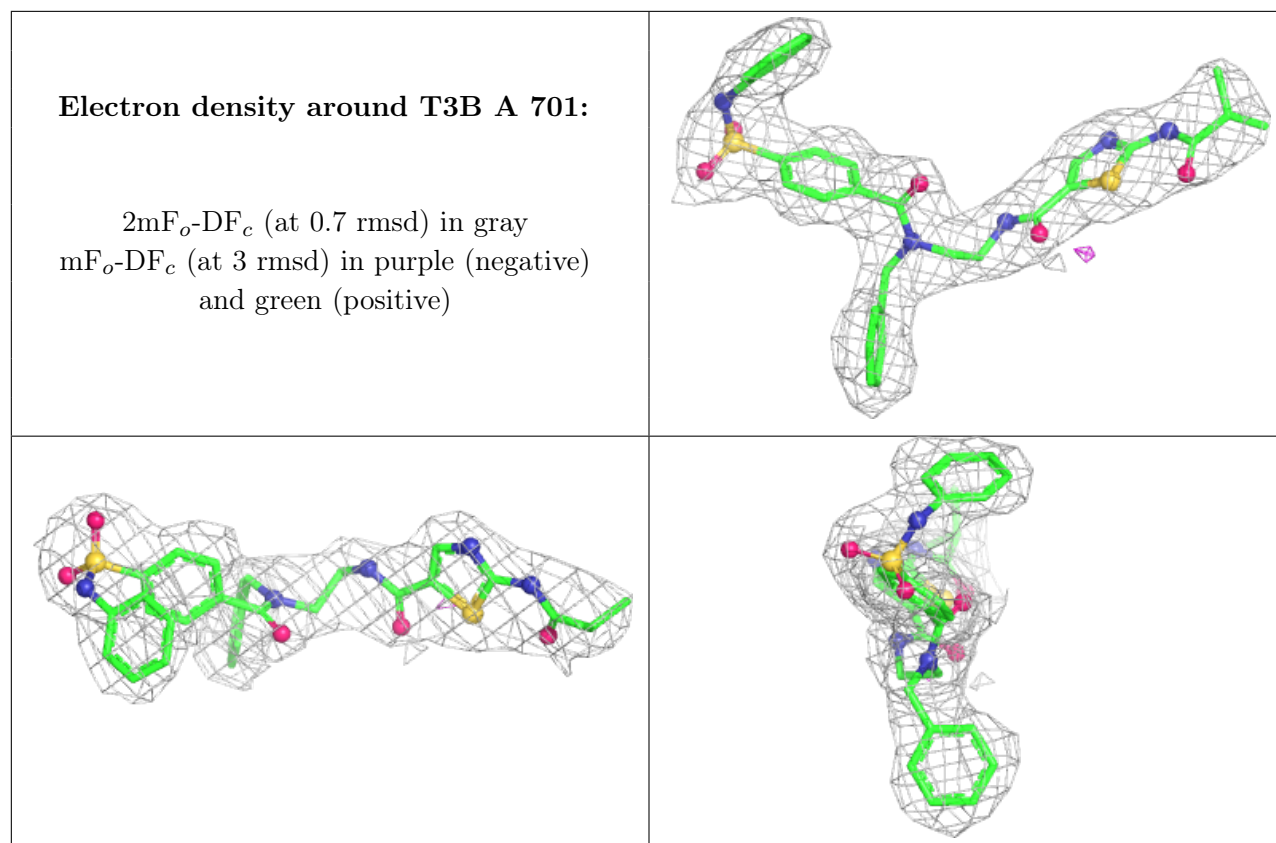 Electron density around T3B A 701:
2mFₒ-DF𝒸 (at 0.7 rmsd) in gray
mFₒ-DF𝒸 (at 3 rmsd) in purple (negative)
and green (positive)